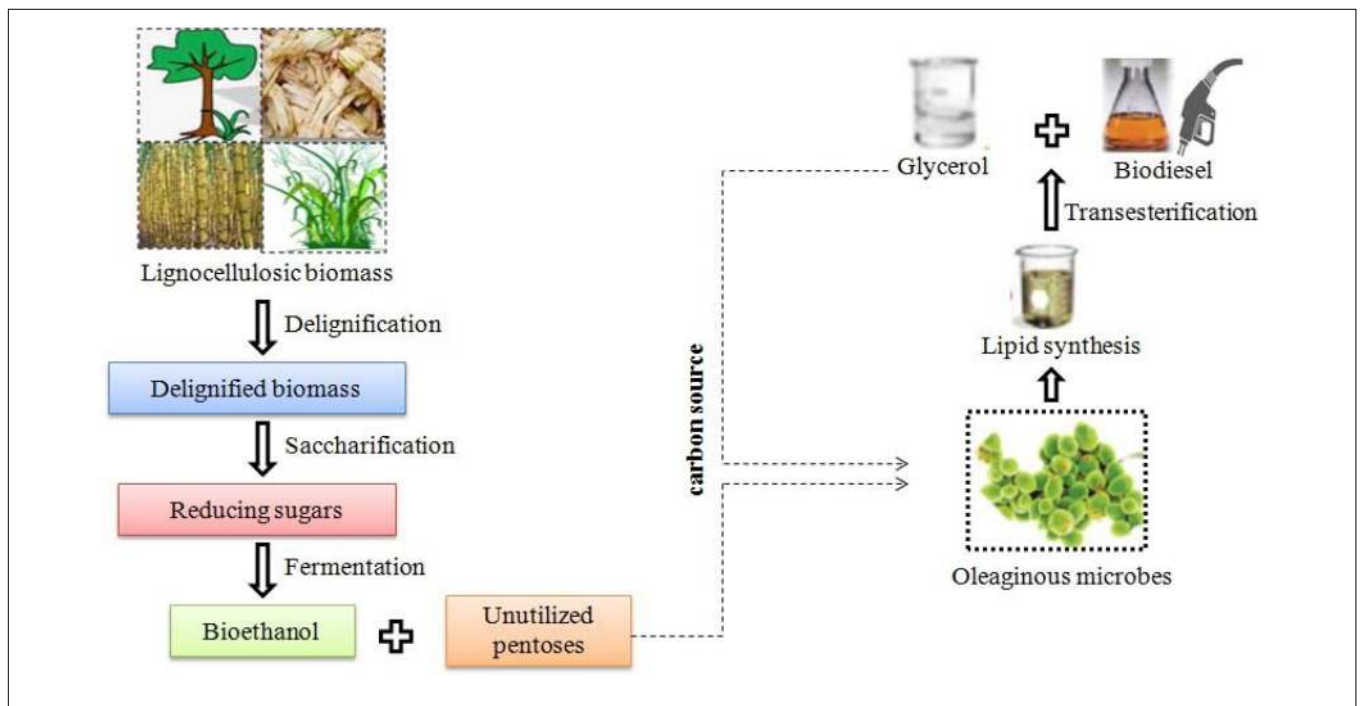 Lignocellulosic biomass
Delignification
Delignified biomass
Saccharification
Reducing sugars
Fermentation
Bioethanol
Unutilized
pentoses
carbon source
Glycerol
Biodiesel
Transesterification
Lipid synthesis
Oleaginous microbes